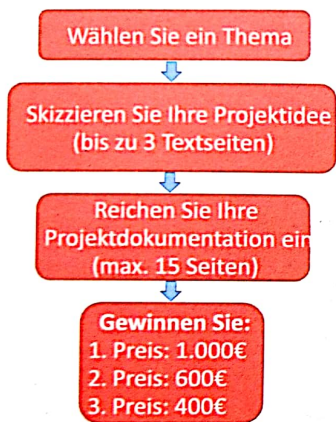 Wählen Sie ein Thema
Skizzieren Sie Ihre Projektidee
(bis zu 3 Textseiten)
Reichen Sie Ihre
Projektdokumentation ein
(max. 15 Seiten)
Gewinnen Sie:
1. Preis: 1.000€
2. Preis: 600€
3. Preis: 400€